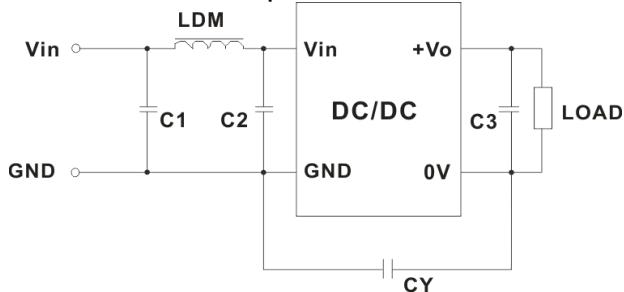 LDM
Vin
Vin
+Vo
C1
C2
DC/DC
C3
LOAD
GND
GND
0V
CY